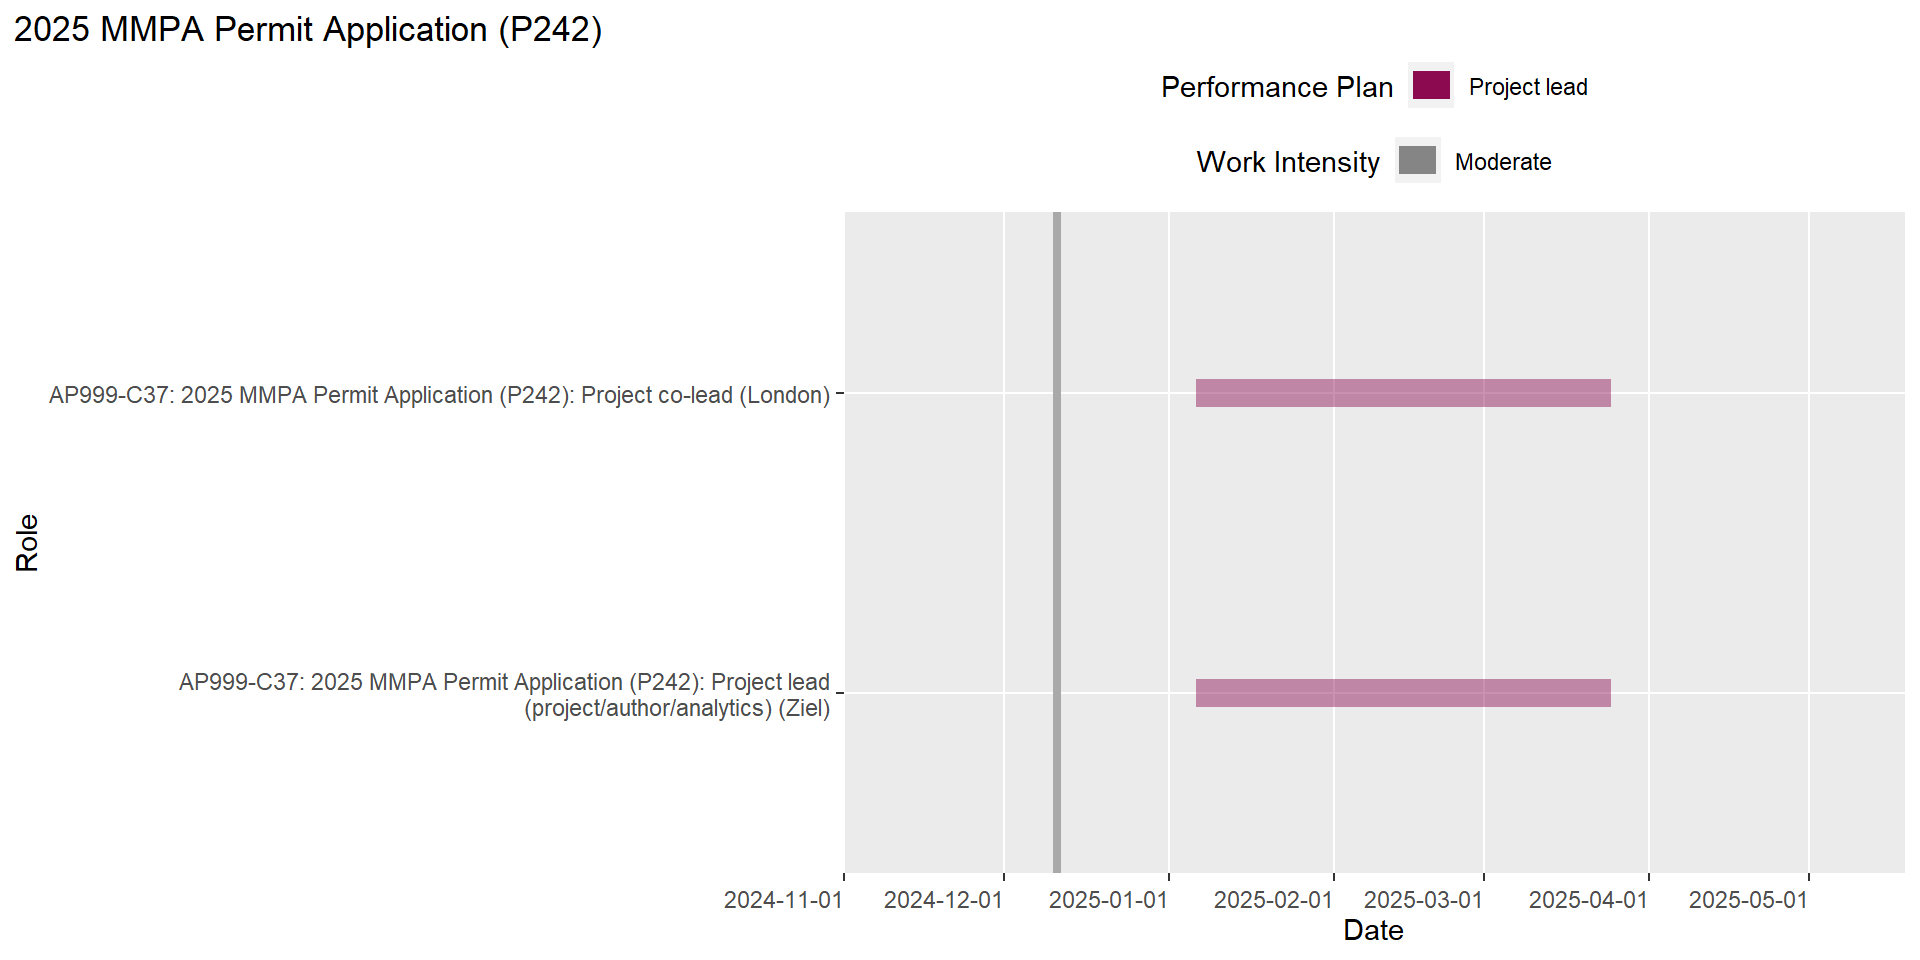 2025 MMPA Permit Application (P242)
Performance Plan
Project lead
Work Intensity
Moderate
AP999-C37: 2025 MMPA Permit Application (P242): Project co-lead (London)
Role
AP999-C37: 2025 MMPA Permit Application (P242): Project lead
(project/author/analytics) (Ziel)
2024-11-01
2024-12-01
2025-01-01
2025-02-01
2025-03-01
2025-04-01
2025-05-01
Date